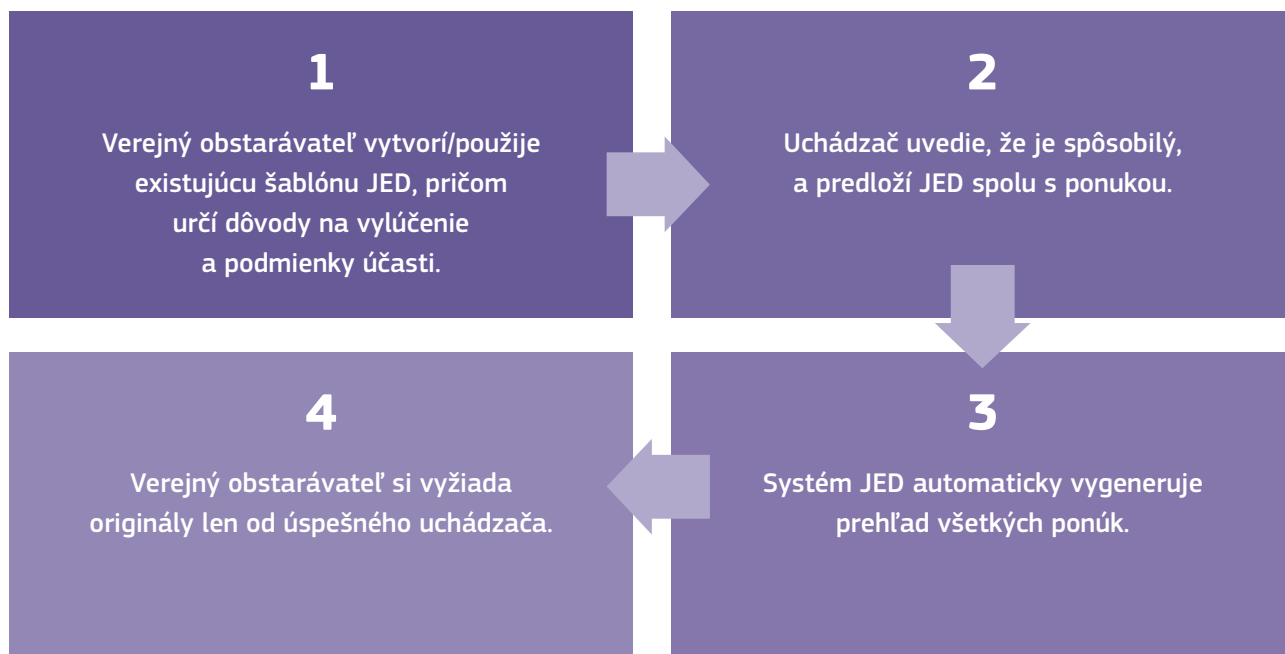 1
Verejný obstarávateľ vytvorí/použije
existujúcu šablónu JED, pričom
určí dôvody na vylúčenie
a podmienky účasti.
2
Uchádzač uvedie, že je spôsobilý,
a predloží JED spolu s ponukou.
3
Systém JED automaticky vygeneruje
prehľad všetkých ponúk.
4
Verejný obstarávateľ si vyžiada
originály len od úspešného uchádzača.